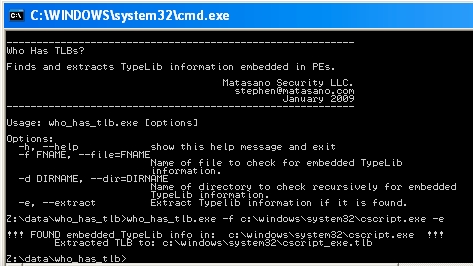 C:\WINDOWS\system32\cmd.exe
------------------------------------------------------------
Who Has TLBs?
Finds and extracts TypeLib information embedded in PEs.
Matasano Security LLC.
stephen@matasano.com
January 2009
------------------------------------------------------------
Usage: who_has_tlb.exe [options]
Options:
-h, --help show this help message and exit
-f FNAME, --file=FNAME
Name of file to check for embedded TypeLib
information.
-d DIRNAME, --dir=DIRNAME
Name of directory to check recursively for embedded
TypeLib information.
-e, --extract Extract Typelib information if it is found.
Z:\data\who_has_tlb>who_has_tlb.exe -f c:\windows\system32\cscript.exe -e
!!! FOUND embedded TypeLib info in: c:\windows\system32\cscript.exe !!!
Extracted TLB to: c:\windows\system32\cscript_exe.tlb
Z:\data\who_has_tlb>